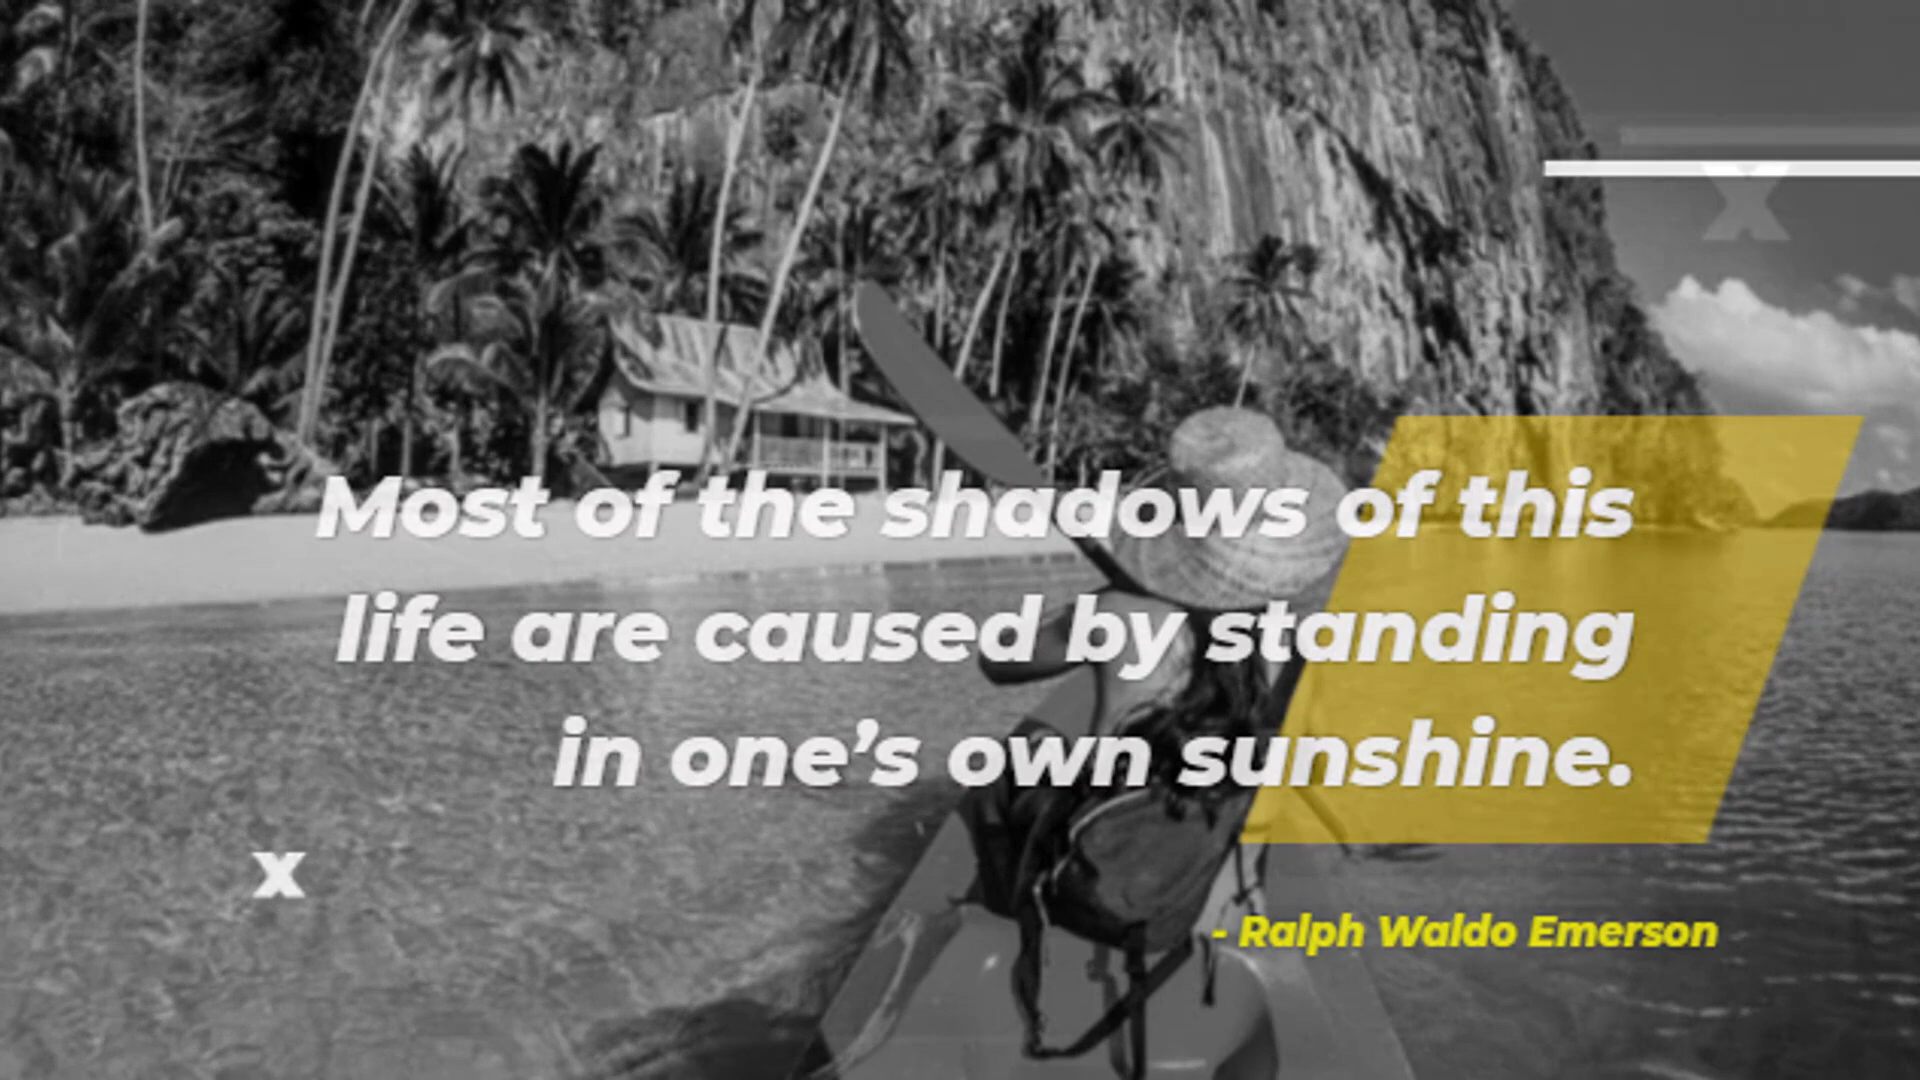 Most of the shadows of this
life are caused by standing
in one’s own sunshine.
x
- Ralph Waldo Emerson